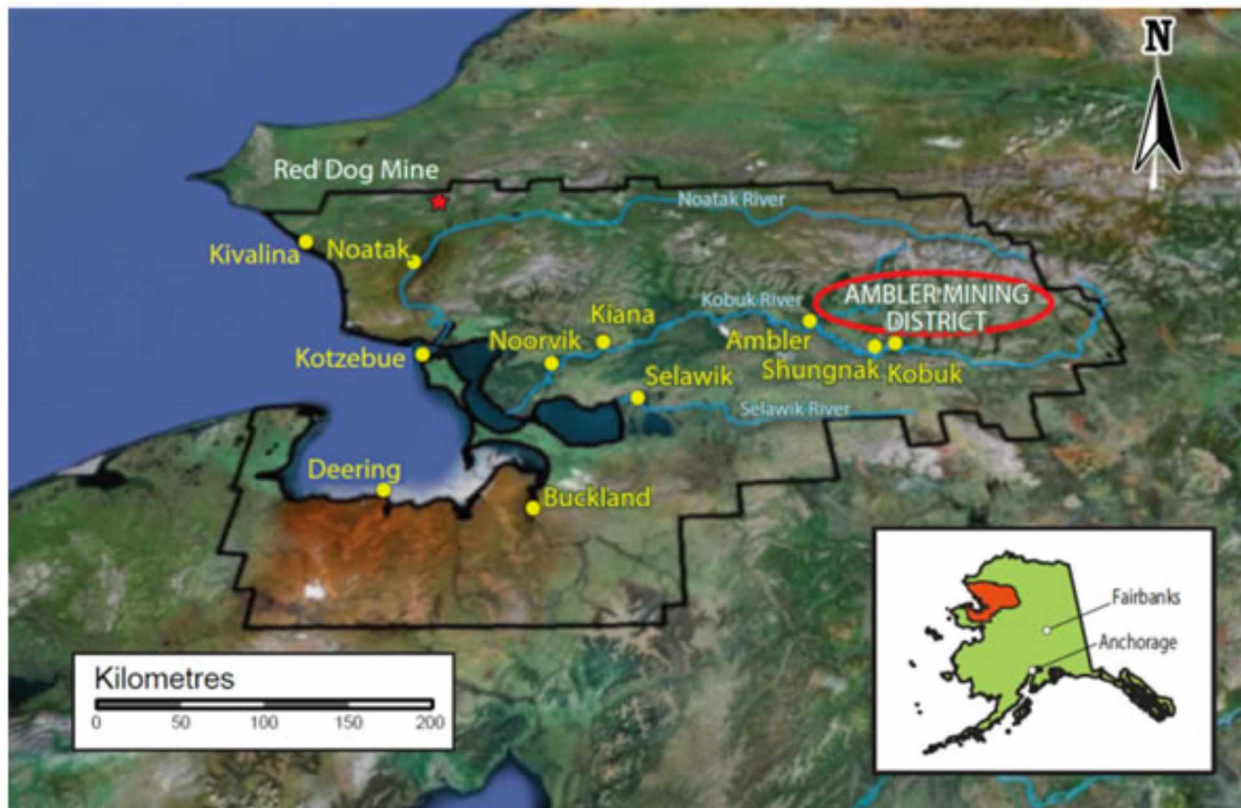 N
Red Dog Mine
Noatak River
Kivalina
Noatak
Kobuk River
AMBLER MINING
DISTRICT
Kiana
Noorvik
Ambler
Kotzebue
Shungnak
Kobuk
Selawik
Selawik River
Deering
Buckland
Fairbanks
Anchorage
Kilometres
0 50 100 150 200